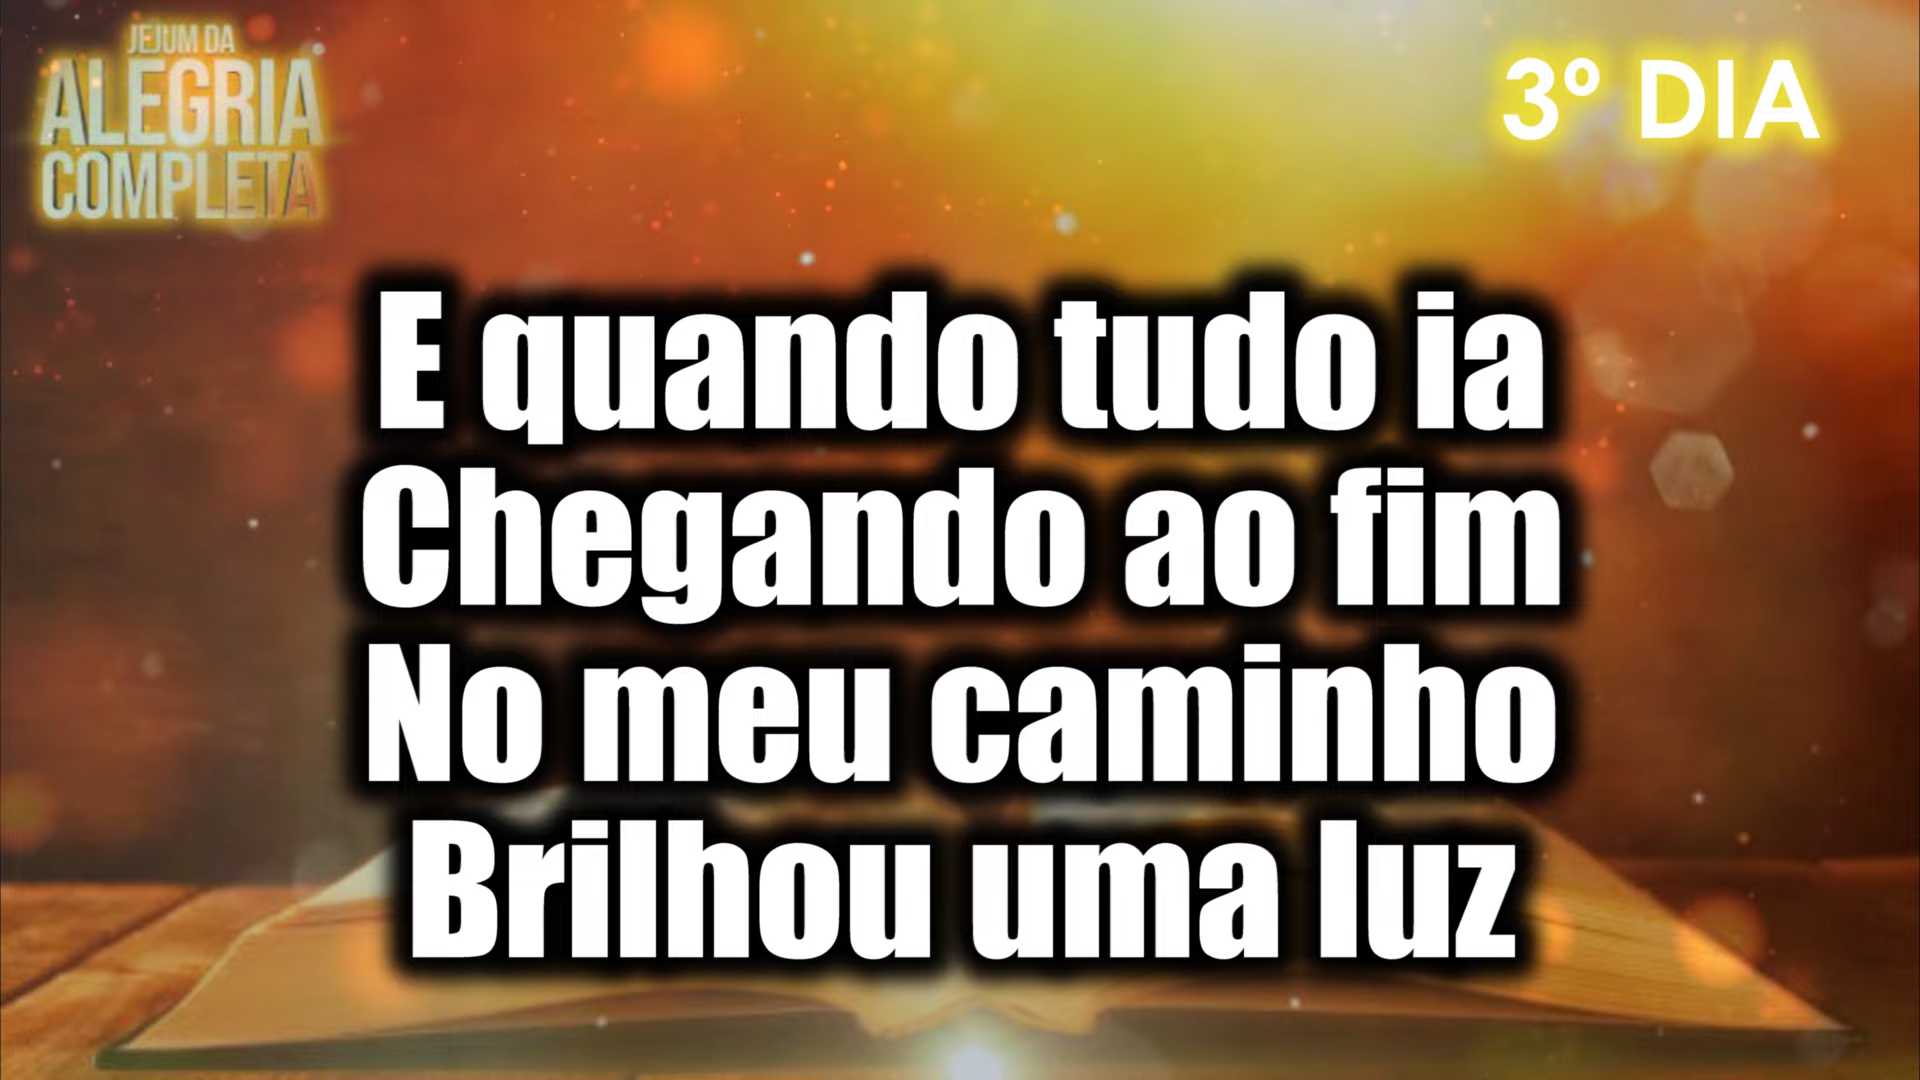 JEJUM DA
ALEGRIA
COMPLETA
3º DIA
E quando tudo ia
Chegando ao fim
No meu caminho
Brilhou uma luz